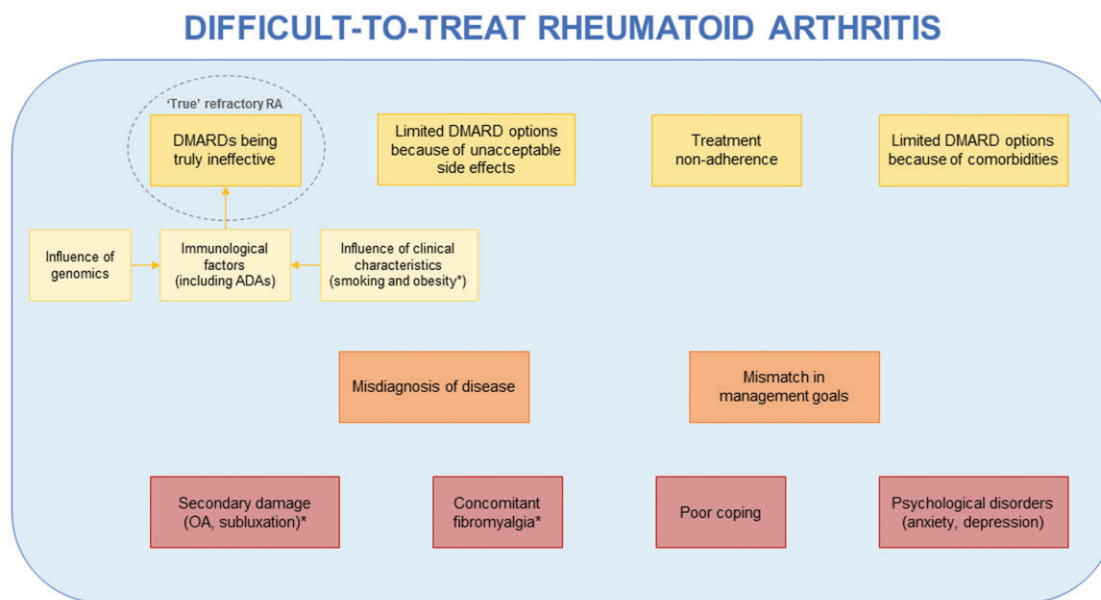 DIFFICULT-TO-TREAT RHEUMATOID ARTHRITIS
'True' refractory RA
DMARDs being
truly ineffective
Limited DMARD options
because of unacceptable
side effects
Treatment
non-adherence
Limited DMARD options
because of comorbidities
Influence of
genomics
Immunological
factors
(including ADAs)
Influence of clinical
characteristics
(smoking and obesity*)
Misdiagnosis of disease
Mismatch in
management goals
Secondary damage
(OA, subluxation)*
Concomitant
fibromyalgia*
Poor coping
Psychological disorders
(anxiety, depression)